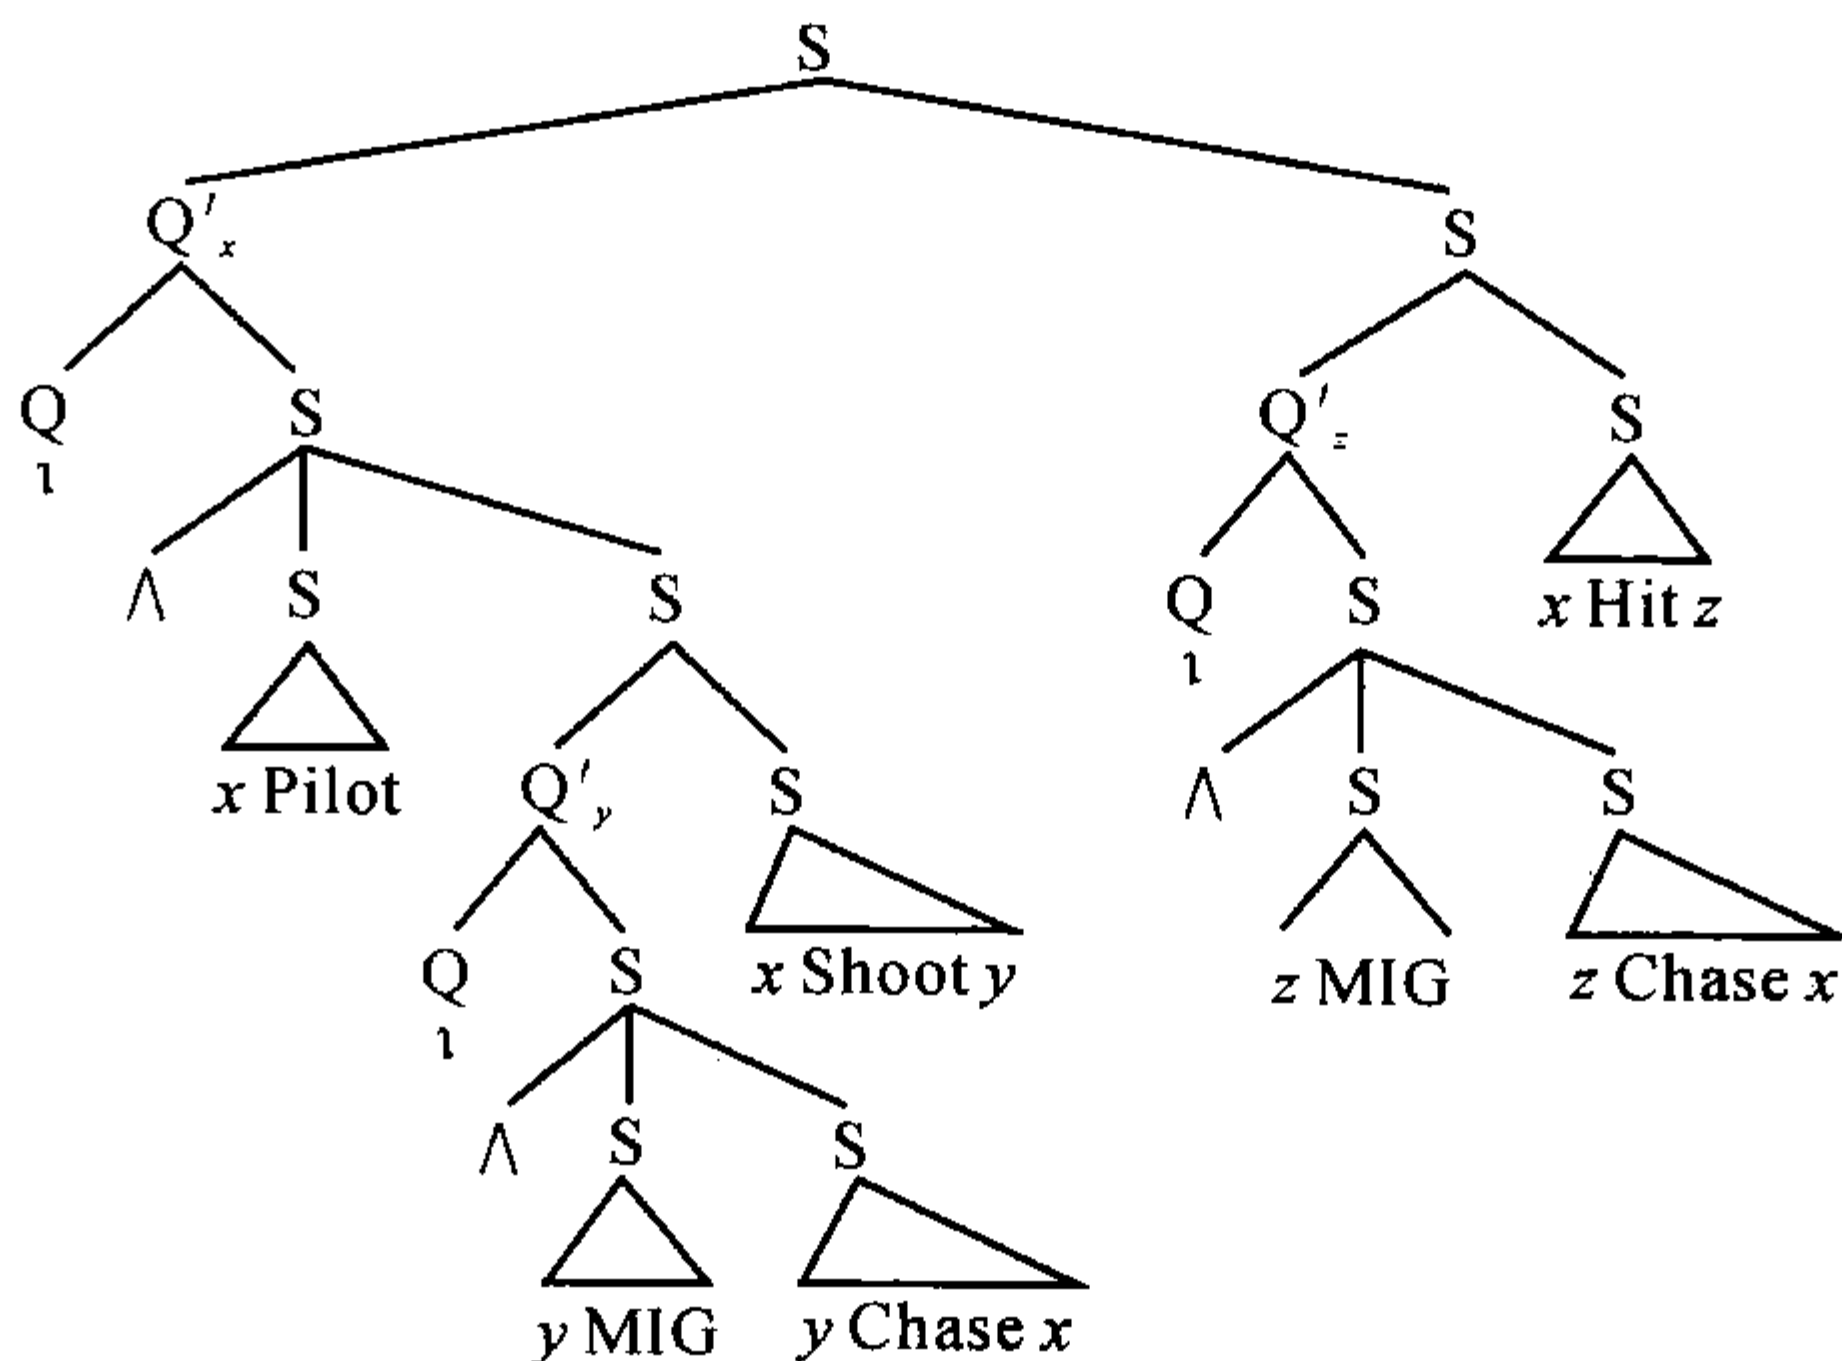 S
Q′x S
Q S Q′z S
ι
∧ S S Q S x Hit z
ι
x Pilot Q′y S ∧ S S
Q S x Shoot y z MIG z Chase x
ι
∧ S S
y MIG y Chase x